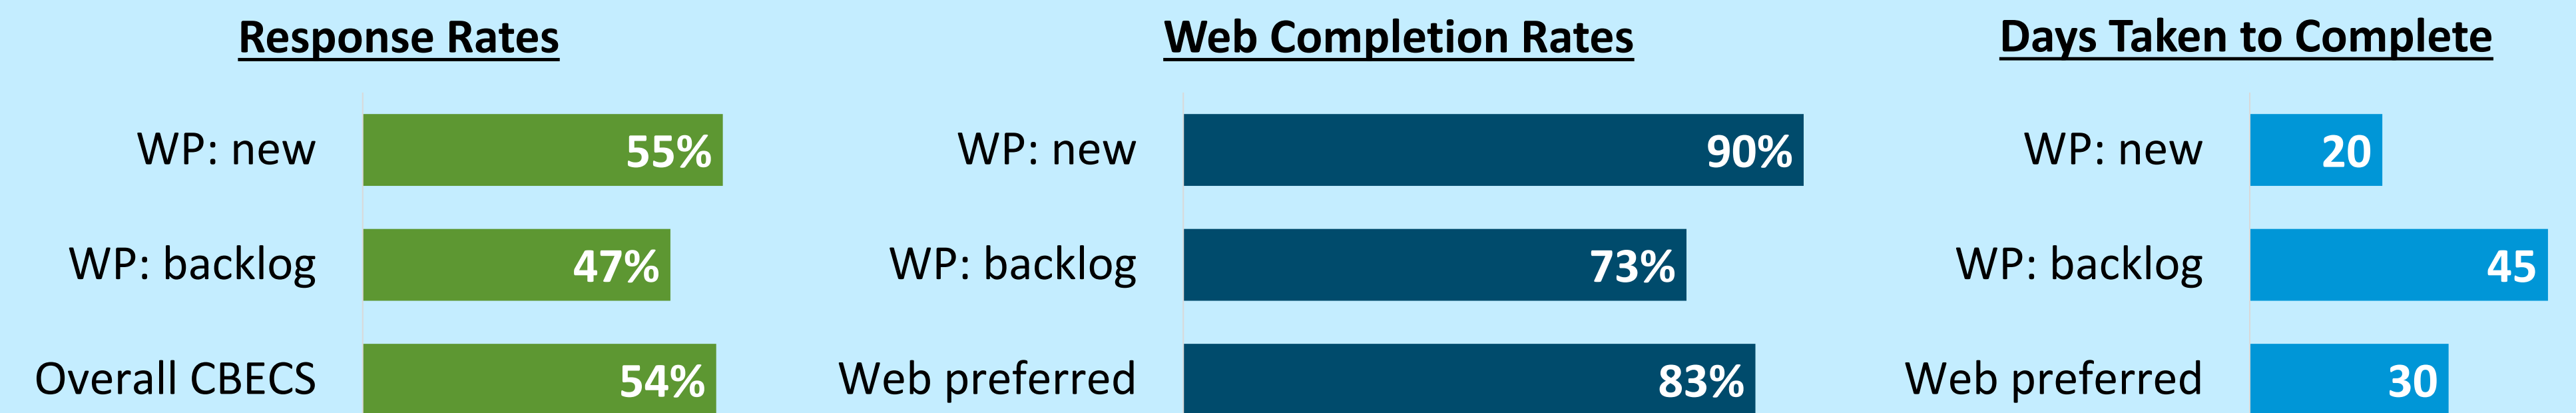 Response Rates
WP: new
55%
WP: backlog
47%
Overall CBECS
54%
Web Completion Rates
WP: new
90%
WP: backlog
73%
Web preferred
83%
Days Taken to Complete
WP: new
20
WP: backlog
45
Web preferred
30